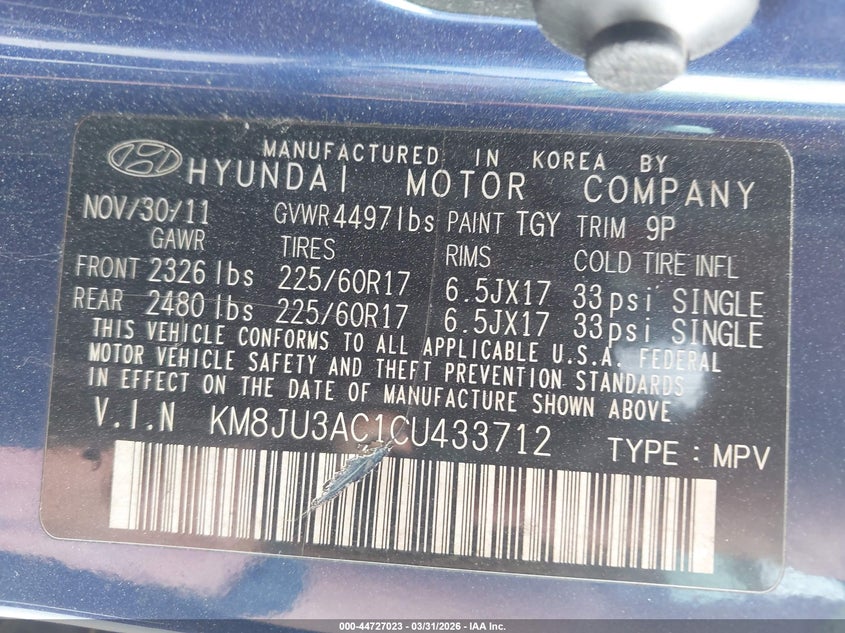 MANUFACTURED IN KOREA BY
HYUNDAI MOTOR COMPANY
NOV/30/11 GVWR 4497lbs PAINT TGY TRIM 9P
GAWR TIRES RIMS COLD TIRE INFL
FRONT 2326 lbs 225/60R17 6.5JX17 33psi SINGLE
REAR 2480 lbs 225/60R17 6.5JX17 33psi SINGLE
THIS VEHICLE CONFORMS TO ALL APPLICABLE U.S.A. FEDERAL
MOTOR VEHICLE SAFETY AND THEFT PREVENTION STANDARDS
IN EFFECT ON THE DATE OF MANUFACTURE SHOWN ABOVE.
V.I.N KM8JU3AC1CU433712 TYPE : MPV
000-44727023 — 03/31/2026 — IAA Inc.